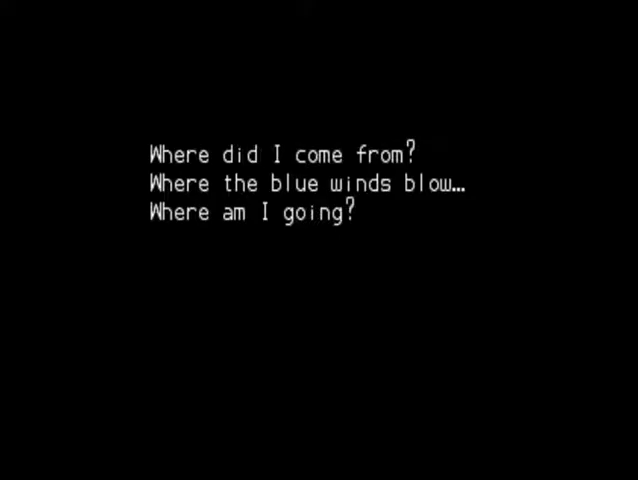 Where did I come from?
Where the blue winds blow…
Where am I going?